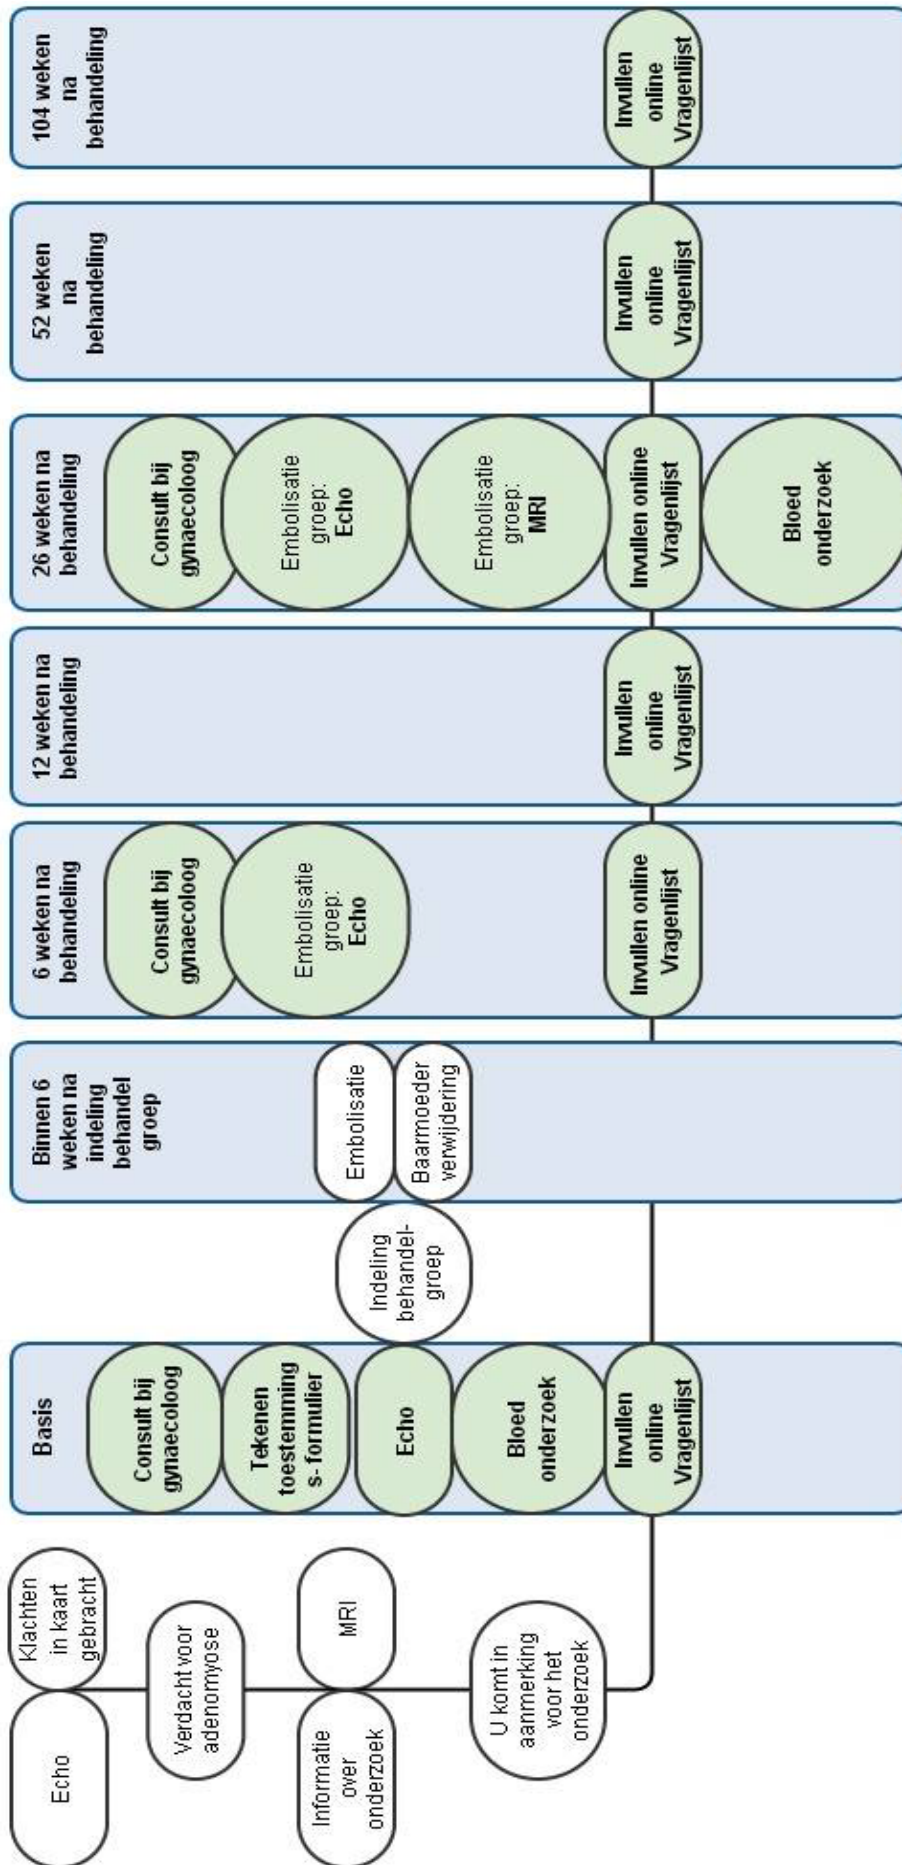 Echo
Klachten
in kaart
gebracht
Verdacht voor
adenomyose
Informatie
over
onderzoek
MRI
U komt in
aanmerking
voor het
onderzoek
Basis
Consult bij
gynaecoloog
Tekenen
toestemming
s- formulier
Echo
Bloed
onderzoek
Invullen
online
Vragenlijst
Indeling
behandel-
groep
Binnen 6
weken na
indeling
behandel
groep
Embolisatie
Baarmoeder
verwijdering
6 weken na
behandeling
Consult bij
gynaecoloog
Embolisatie
groep:
Echo
Invullen online
Vragenlijst
12 weken na
behandeling
Invullen
online
Vragenlijst
26 weken na
behandeling
Consult bij
gynaecoloog
Embolisatie
groep:
Echo
Embolisatie
groep:
MRI
Invullen online
Vragenlijst
Bloed
onderzoek
52 weken
na
behandeling
Invullen
online
Vragenlijst
104 weken
na
behandeling
Invullen
online
Vragenlijst